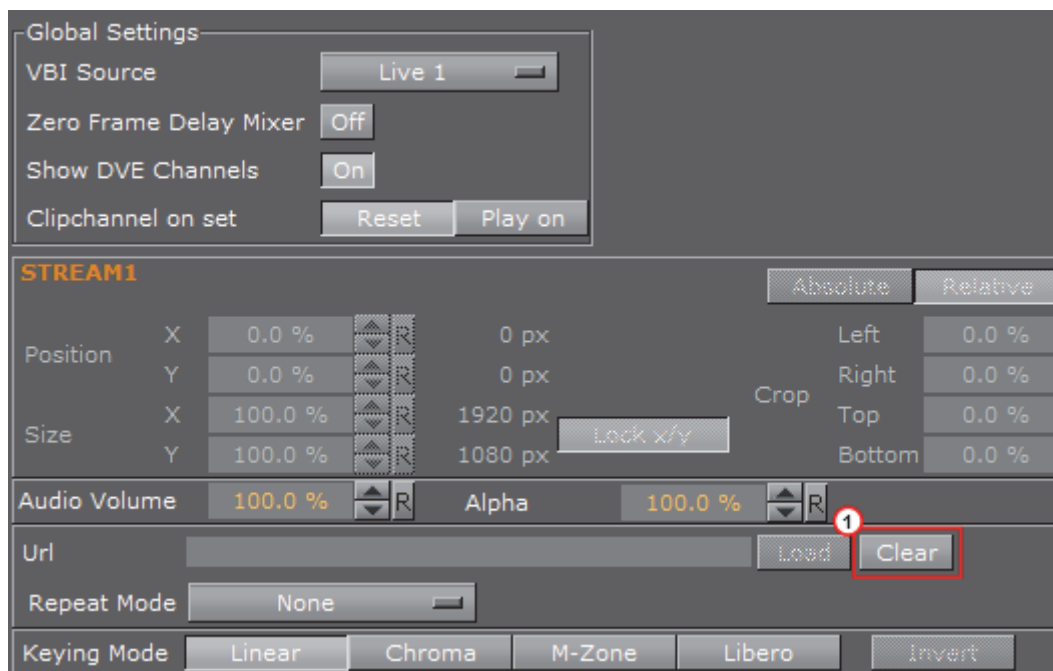 Global Settings
VBI Source Live 1
Zero Frame Delay Mixer Off
Show DVE Channels On
Clipchannel on set Reset Play on
STREAM1
Absolute Relative
Position X 0.0 % R 0 px Left 0.0 %
Y 0.0 % R 0 px Crop Right 0.0 %
Size X 100.0 % R 1920 px Lock x/y Top 0.0 %
Y 100.0 % R 1080 px Bottom 0.0 %
Audio Volume 100.0 % R Alpha 100.0 % R
1
Url Load Clear
Repeat Mode None
Keying Mode Linear Chroma M-Zone Libero Invert